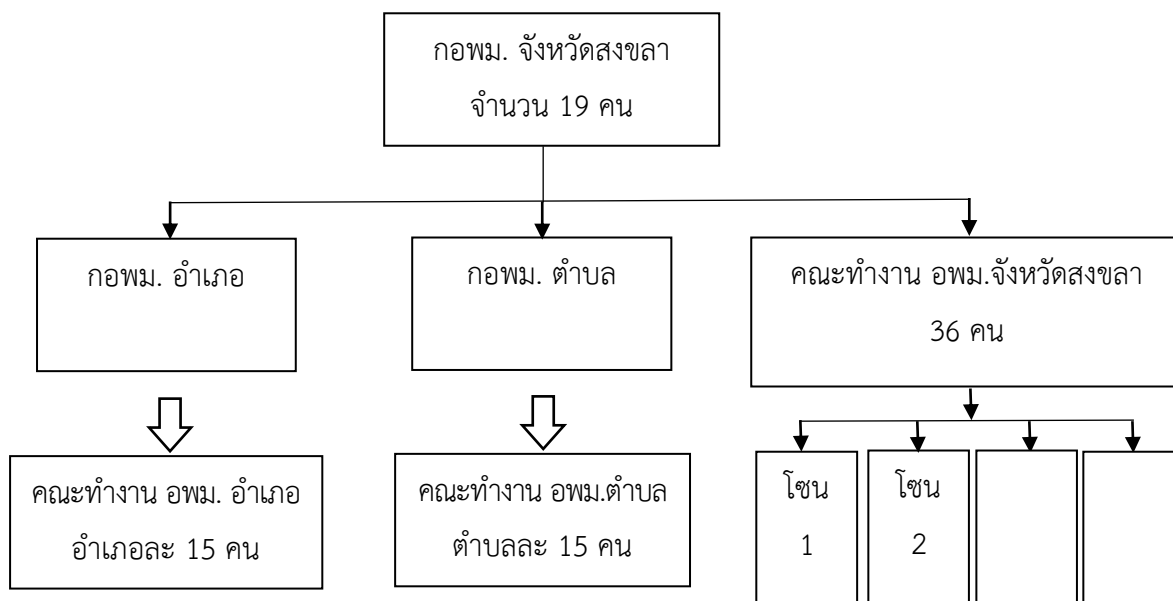 กอพม. จังหวัดสงขลา
จำนวน 19 คน
กอพม. อำเภอ
กอพม. ตำบล
คณะทำงาน อพม.จังหวัดสงขลา
36 คน
คณะทำงาน อพม. อำเภอ
อำเภอละ 15 คน
คณะทำงาน อพม.ตำบล
ตำบลละ 15 คน
โซน
1
โซน
2